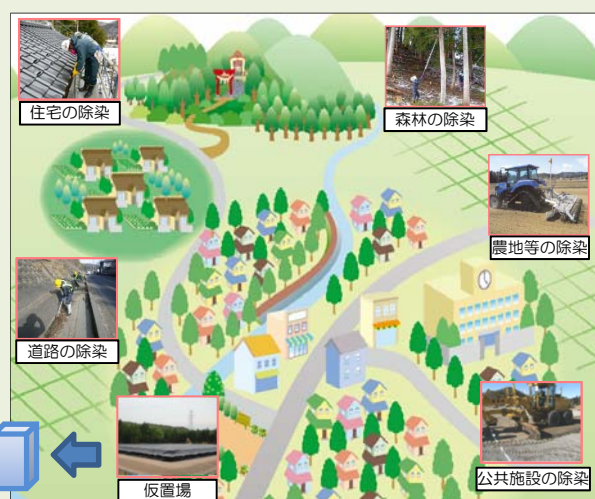 住宅の除染
森林の除染
農地等の除染
道路の除染
公共施設の除染
仮置場